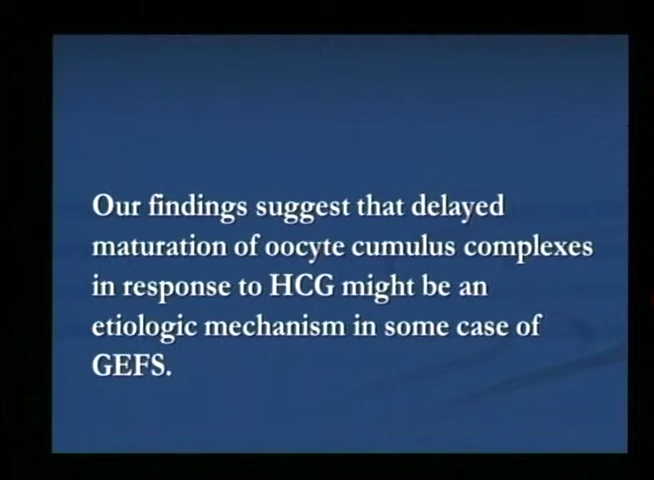 Our findings suggest that delayed
maturation of oocyte cumulus complexes
in response to HCG might be an
etiologic mechanism in some case of
GEFS.